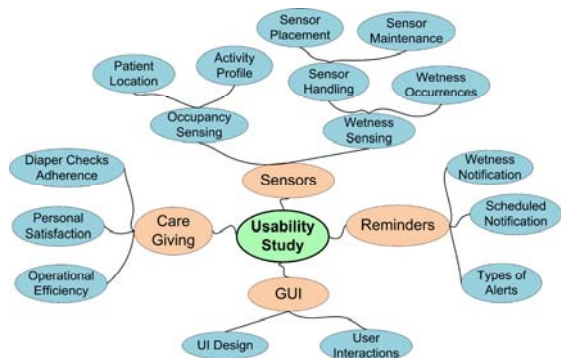 Sensor
Placement
Sensor
Maintenance
Patient
Location
Activity
Profile
Sensor
Handling
Wetness
Occurrences
Occupancy
Sensing
Wetness
Sensing
Diaper Checks
Adherence
Sensors
Wetness
Notification
Personal
Satisfaction
Care
Giving
Usability
Study
Reminders
Scheduled
Notification
Operational
Efficiency
GUI
Types of
Alerts
UI Design
User
Interactions